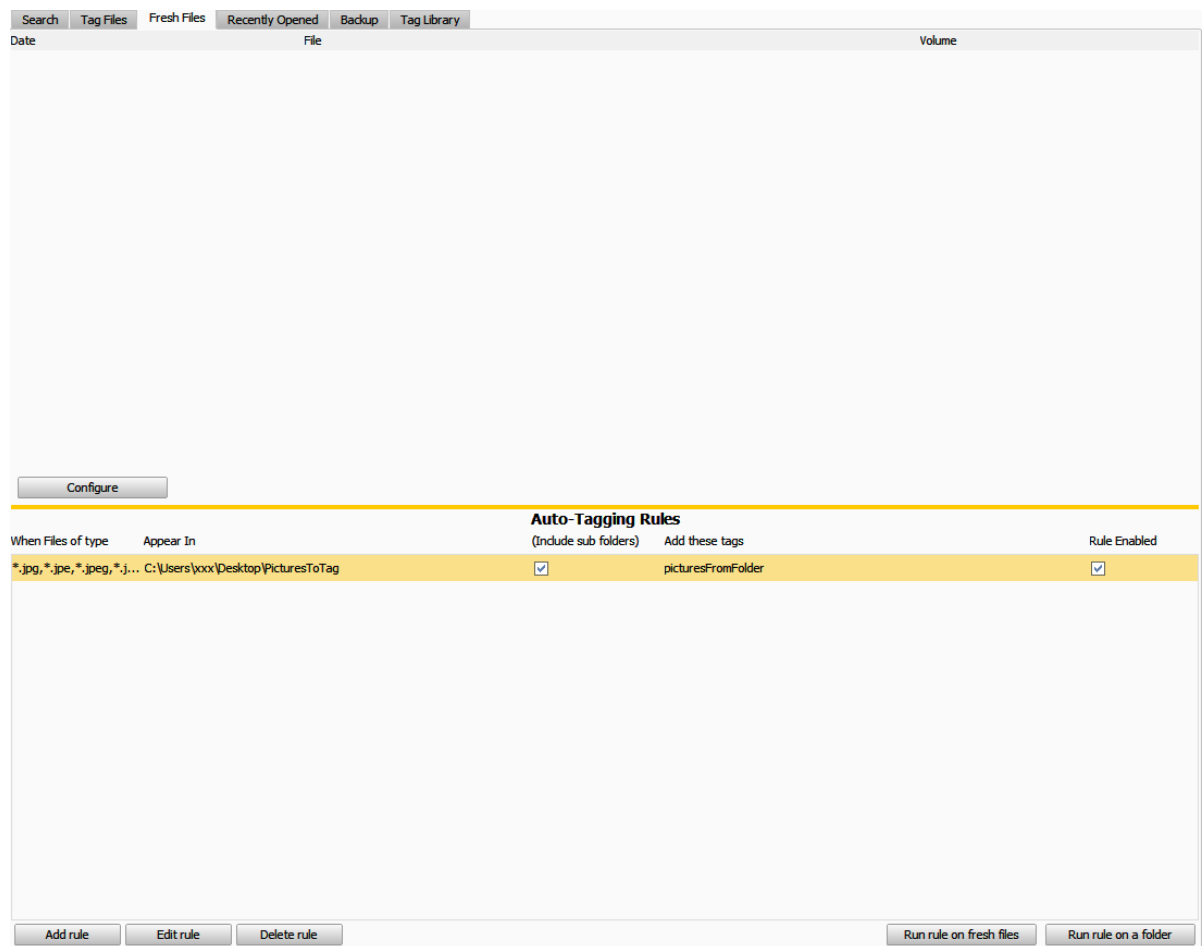 Search Tag Files Fresh Files Recently Opened Backup Tag Library
Date File Volume
Configure
Auto-Tagging Rules
When Files of type Appear In (Include sub folders) Add these tags Rule Enabled
*.jpg,*.jpe,*.jpeg,*.j... C:\Users\xxx\Desktop\PicturesToTag picturesFromFolder
Add rule Edit rule Delete rule Run rule on fresh files Run rule on a folder